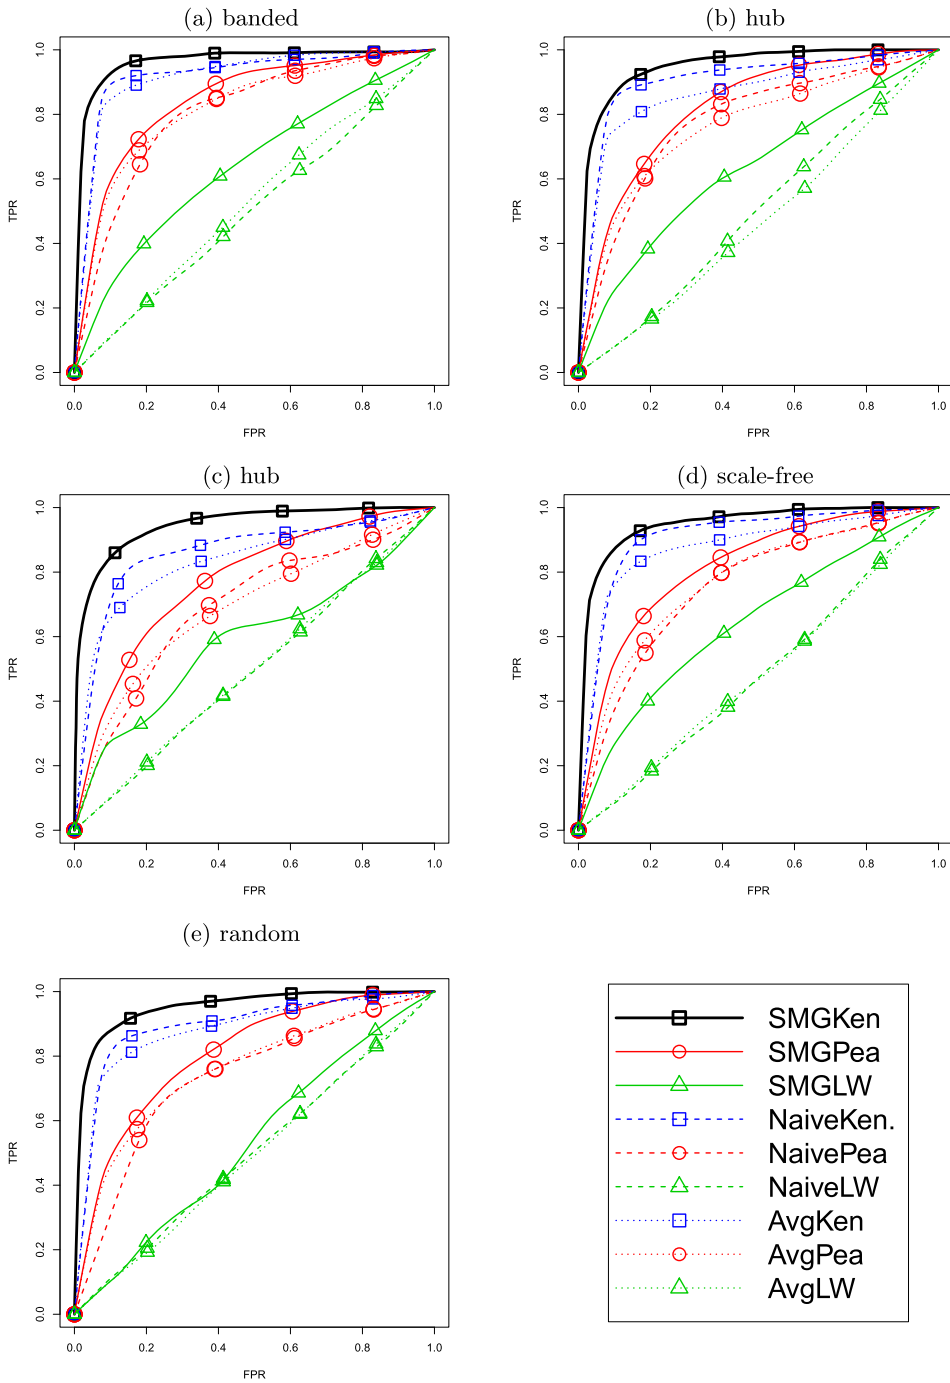 (a) banded
1.0
0.8
0.6
0.4
0.2
0.0
TPR
0.0 0.2 0.4 0.6 0.8 1.0
FPR
(b) hub
1.0
0.8
0.6
0.4
0.2
0.0
TPR
0.0 0.2 0.4 0.6 0.8 1.0
FPR
(c) hub
1.0
0.8
0.6
0.4
0.2
0.0
TPR
0.0 0.2 0.4 0.6 0.8 1.0
FPR
(d) scale-free
1.0
0.8
0.6
0.4
0.2
0.0
TPR
0.0 0.2 0.4 0.6 0.8 1.0
FPR
(e) random
1.0
0.8
0.6
0.4
0.2
0.0
TPR
0.0 0.2 0.4 0.6 0.8 1.0
FPR
SMGKen
SMGPea
SMGLW
NaiveKen.
NaivePea
NaiveLW
AvgKen
AvgPea
AvgLW